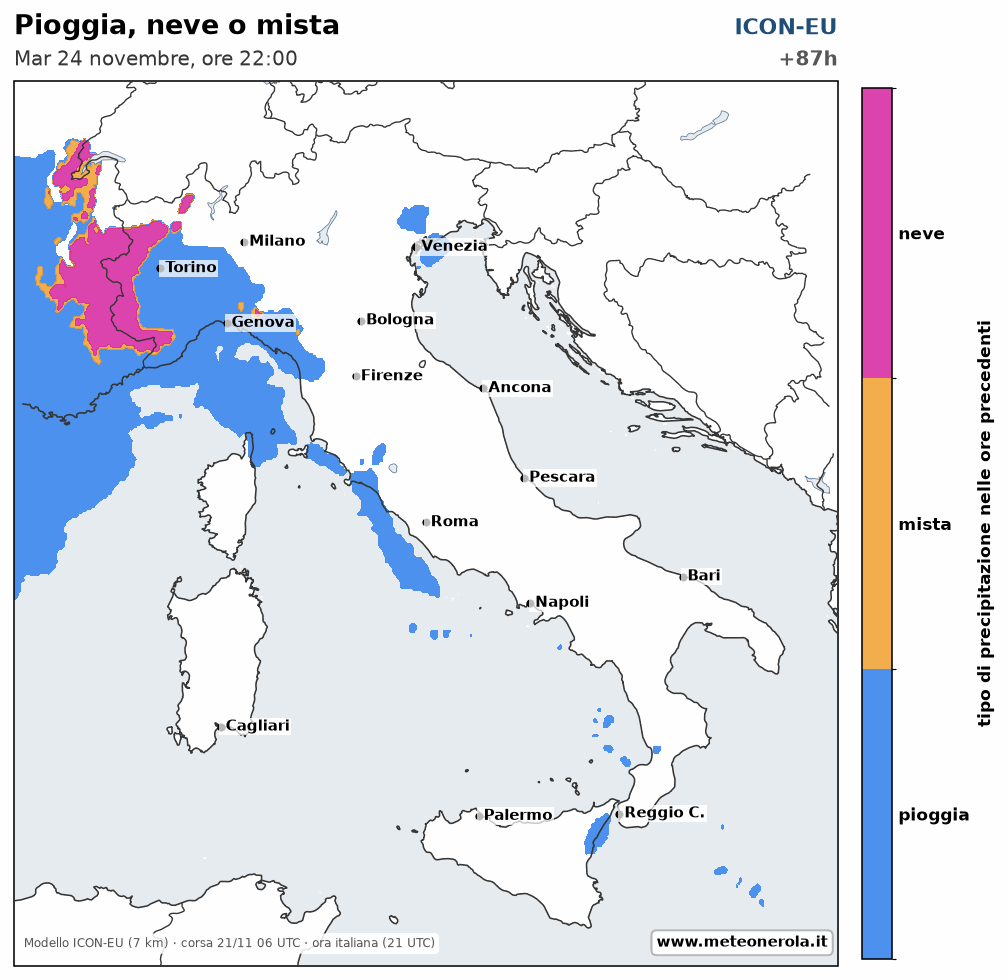 Pioggia, neve o mista
ICON-EU
Mar 24 novembre, ore 22:00
+87h
neve
mista
pioggia
tipo di precipitazione nelle ore precedenti
Milano
Venezia
Torino
Genova
Bologna
Firenze
Ancona
Pescara
Roma
Bari
Napoli
Cagliari
Palermo
Reggio C.
Modello ICON-EU (7 km) · corsa 21/11 06 UTC · ora italiana (21 UTC)
www.meteonerola.it